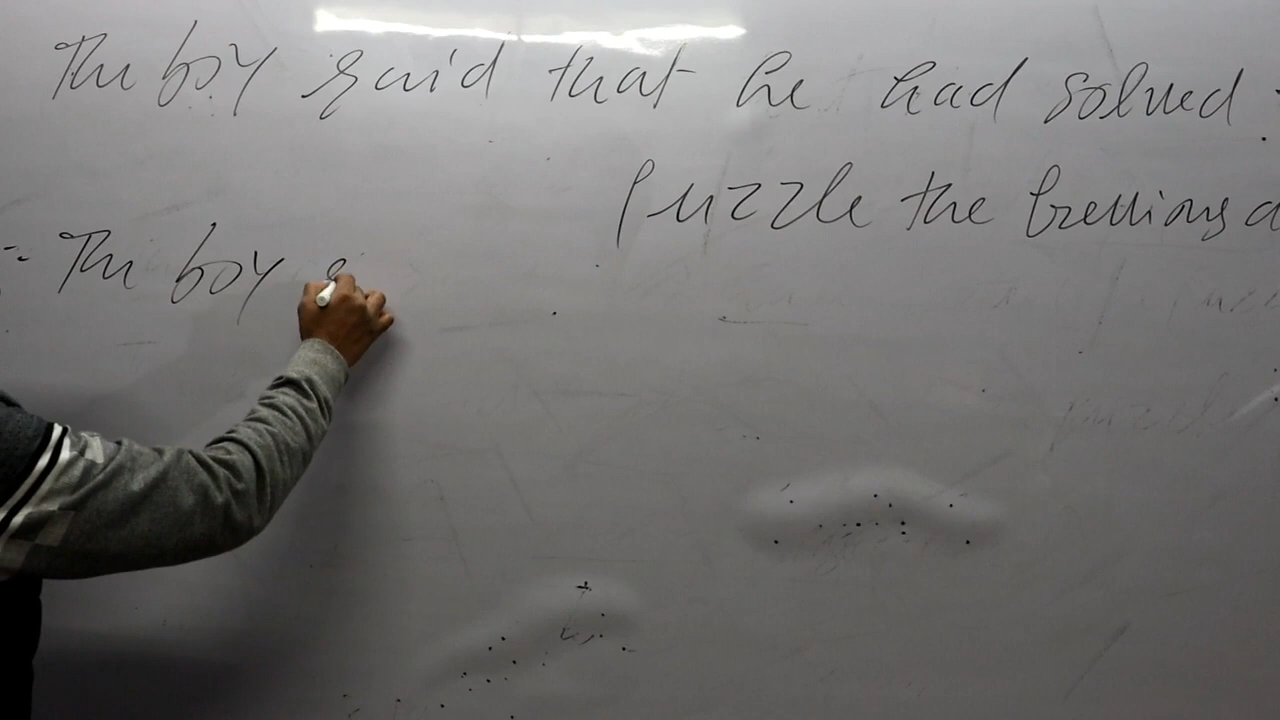 The boy said that he had solved
puzzle the previous
The boy s